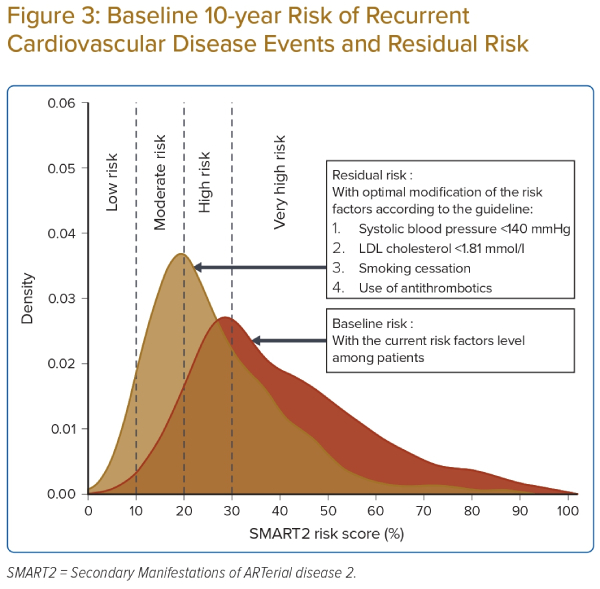 Figure 3: Baseline 10-year Risk of Recurrent
Cardiovascular Disease Events and Residual Risk
0.06
0.05
0.04
0.03
0.02
0.01
0.00
Density
Low risk
Moderate risk
High risk
Very high risk
Residual risk :
With optimal modification of the risk
factors according to the guideline:
1. Systolic blood pressure <140 mmHg
2. LDL cholesterol <1.81 mmol/l
3. Smoking cessation
4. Use of antithrombotics
Baseline risk :
With the current risk factors level
among patients
0 10 20 30 40 50 60 70 80 90 100
SMART2 risk score (%)
SMART2 = Secondary Manifestations of ARTerial disease 2.